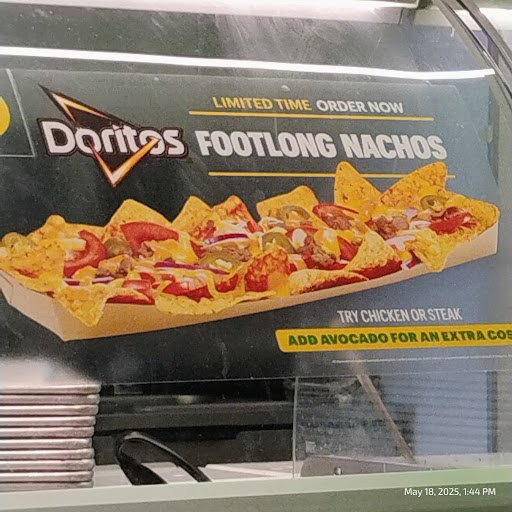 LIMITED TIME ORDER NOW
Doritos FOOTLONG NACHOS
TRY CHICKEN OR STEAK
ADD AVOCADO FOR AN EXTRA COS
May 18, 2025, 1:44 PM